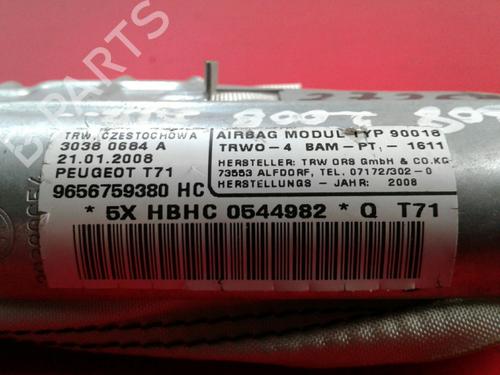 B PARTS
TRW, CZESTOCHOWA
3038 0684 A
21.01.2008
PEUGEOT T71
9656759380 HC
AIRBAG MODUL TYP 90018
TRWO-4 BAM-PT, - 1611
HERSTELLER: TRW ORS GmbH & CO.KG
73553 ALFDORF, TEL. 07172/302-0
HERSTELLUNGS - JAHR: 2008
* 5X HBHC 0544982 * Q T71